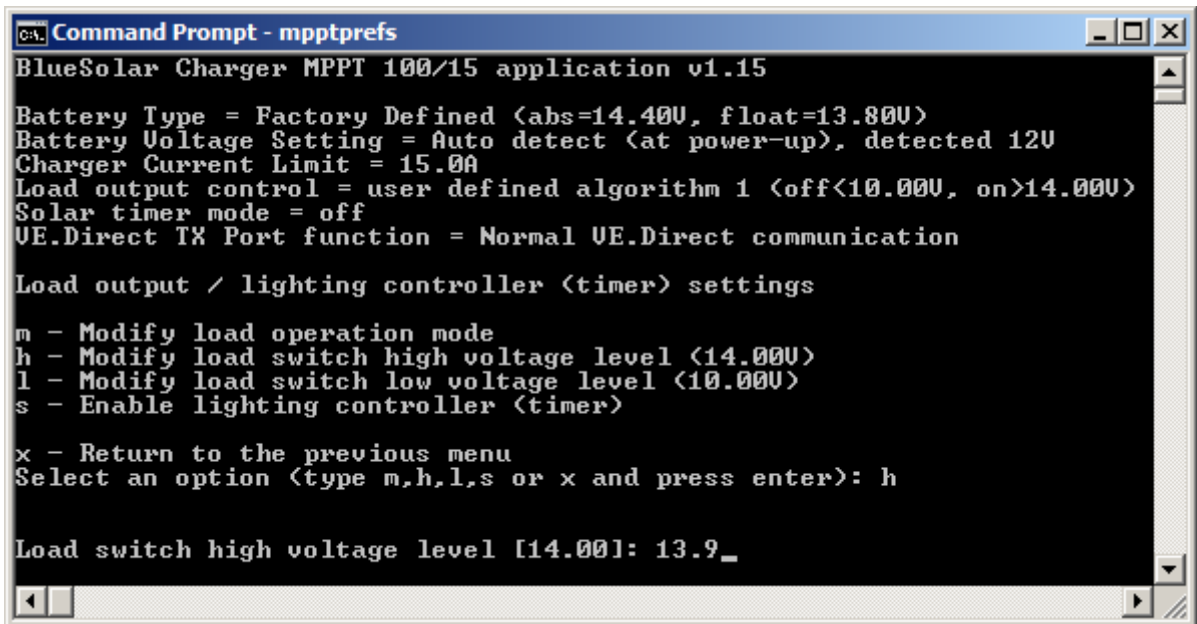 Command Prompt - mpptprefs
BlueSolar Charger MPPT 100/15 application v1.15
Battery Type = Factory Defined (abs=14.40V, float=13.80V)
Battery Voltage Setting = Auto detect (at power-up), detected 12V
Charger Current Limit = 15.0A
Load output control = user defined algorithm 1 (off<10.00V, on>14.00V)
Solar timer mode = off
VE.Direct TX Port function = Normal VE.Direct communication
Load output / lighting controller (timer) settings
m - Modify load operation mode
h - Modify load switch high voltage level (14.00V)
l - Modify load switch low voltage level (10.00V)
s - Enable lighting controller (timer)
x - Return to the previous menu
Select an option (type m,h,l,s or x and press enter): h
Load switch high voltage level [14.00]: 13.9_